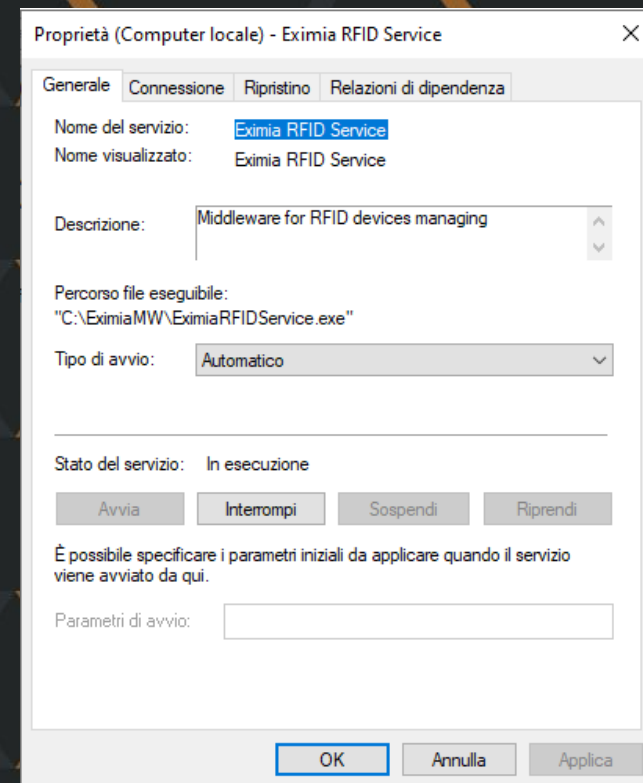 Proprietà (Computer locale) - Eximia RFID Service
Generale Connessione Ripristino Relazioni di dipendenza
Nome del servizio: Eximia RFID Service
Nome visualizzato: Eximia RFID Service
Descrizione: Middleware for RFID devices managing
Percorso file eseguibile:
"C:\EximiaMW\EximiaRFIDService.exe"
Tipo di avvio: Automatico
Stato del servizio: In esecuzione
Avvia Interrompi Sospendi Riprendi
È possibile specificare i parametri iniziali da applicare quando il servizio
viene avviato da qui.
Parametri di avvio:
OK Annulla Applica